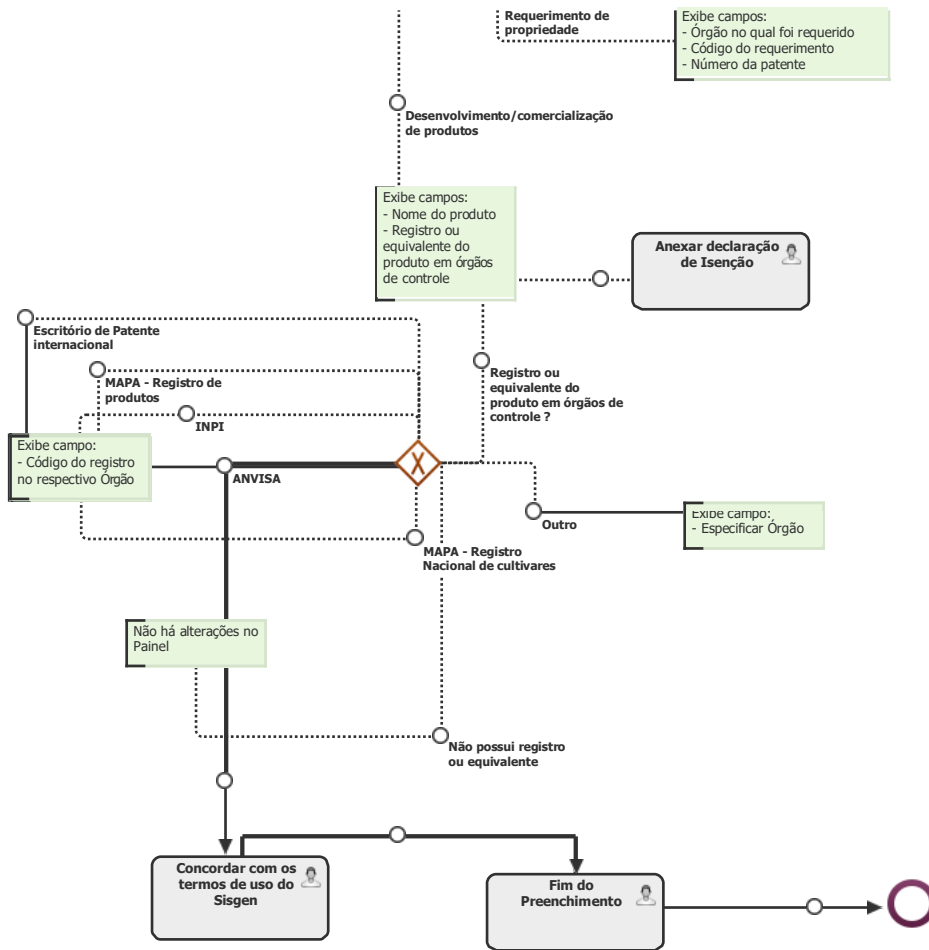 Requerimento de
propriedade
Exibe campos:
- Órgão no qual foi requerido
- Código do requerimento
- Número da patente
Desenvolvimento/comercialização
de produtos
Exibe campos:
- Nome do produto
- Registro ou
equivalente do
produto em órgãos
de controle
Anexar declaração
de Isenção
Escritório de Patente
internacional
MAPA - Registro de
produtos
INPI
Registro ou
equivalente do
produto em órgãos de
controle ?
Exibe campo:
- Código do registro
no respectivo Órgão
ANVISA
X
Outro
Exibe campo:
- Especificar Órgão
MAPA - Registro
Nacional de cultivares
Não há alterações no
Painel
Não possui registro
ou equivalente
Concordar com os
termos de uso do
Sisgen
Fim do
Preenchimento